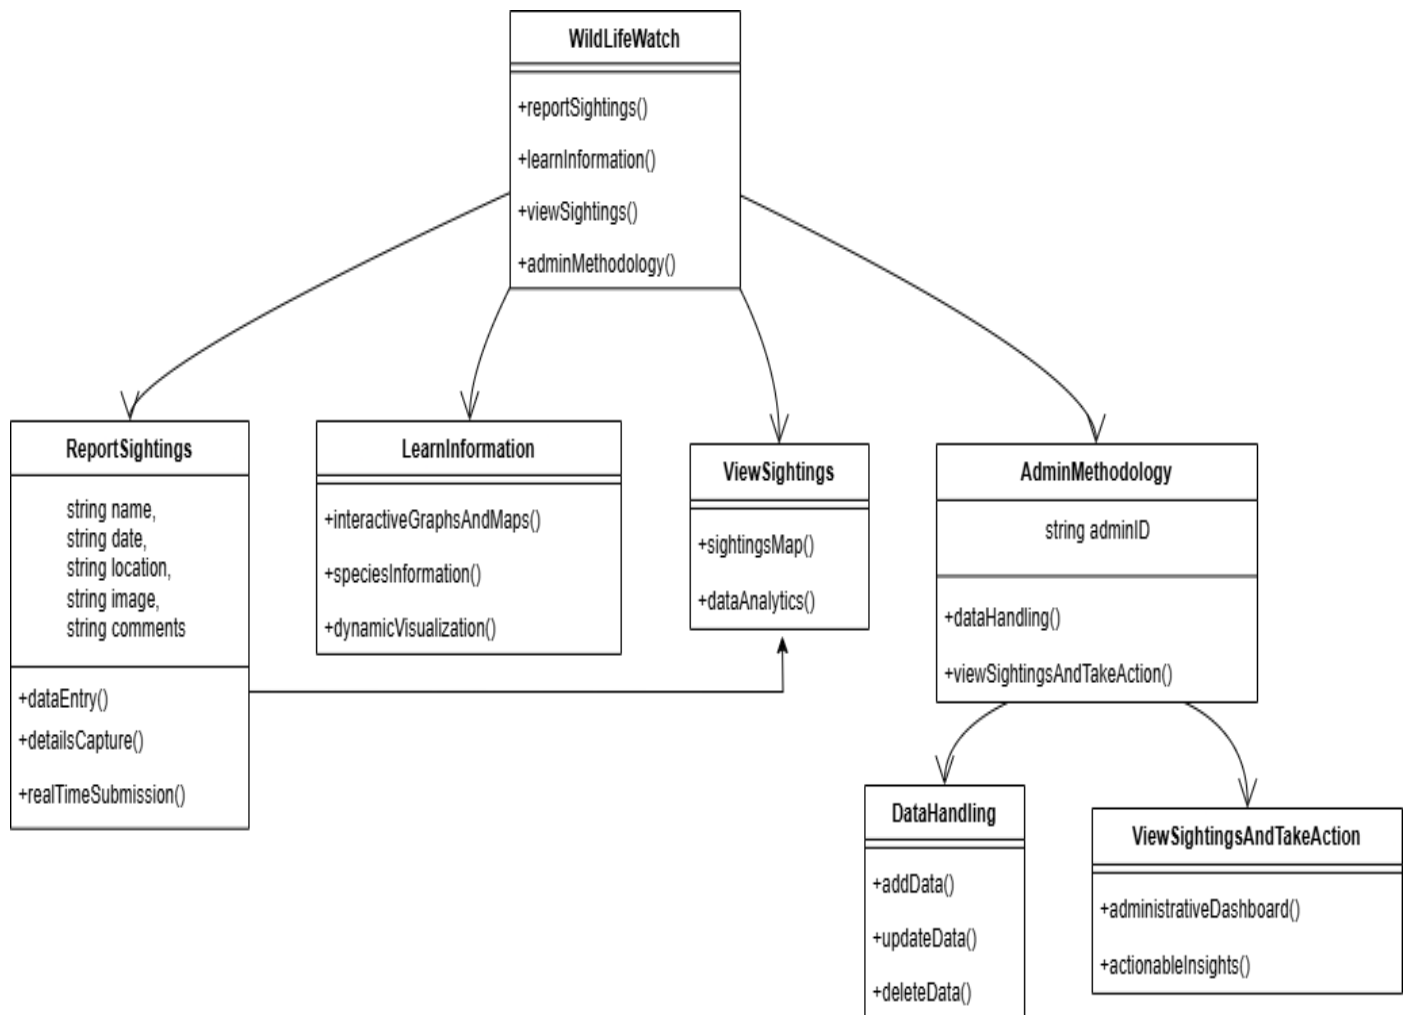 WildLifeWatch
+reportSightings()
+learnInformation()
+viewSightings()
+adminMethodology()
ReportSightings
string name,
string date,
string location,
string image,
string comments
+dataEntry()
+detailsCapture()
+realTimeSubmission()
LearnInformation
+interactiveGraphsAndMaps()
+speciesInformation()
+dynamicVisualization()
ViewSightings
+sightingsMap()
+dataAnalytics()
AdminMethodology
string adminID
+dataHandling()
+viewSightingsAndTakeAction()
DataHandling
+addData()
+updateData()
+deleteData()
ViewSightingsAndTakeAction
+administrativeDashboard()
+actionableInsights()